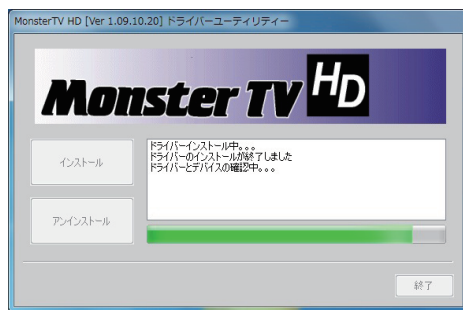 MonsterTV HD [Ver 1.09.10.20] ドライバーユーティリティー
Monster TV HD
インストール
ドライバーインストール中。。。
ドライバーのインストールが終了しました
ドライバーとデバイスの確認中。。。
アンインストール
終了